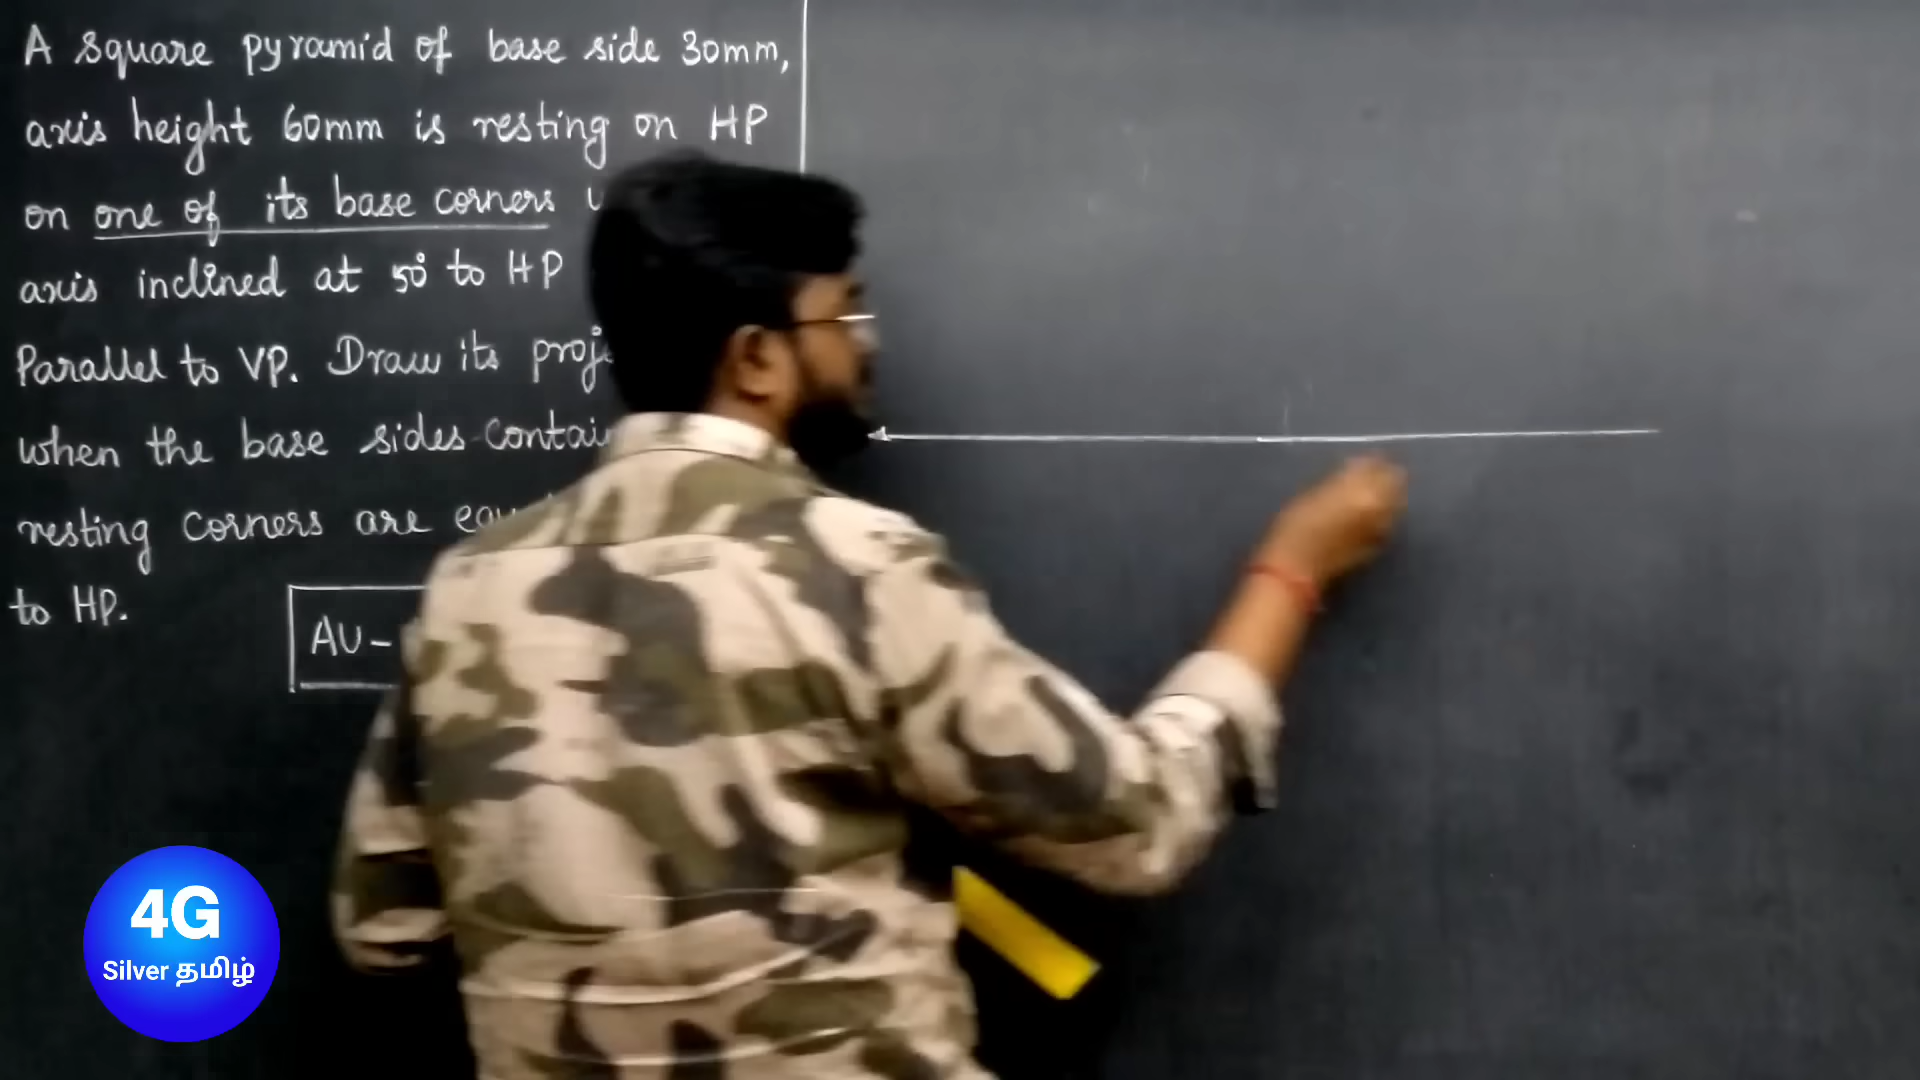 A square pyramid of base side 30mm,
axis height 60mm is resting on HP
on one of its base corners
axis inclined at 50° to HP
Parallel to VP. Draw its
when the base sides
resting corners are
to HP.
AU-
4G
Silver தமிழ்